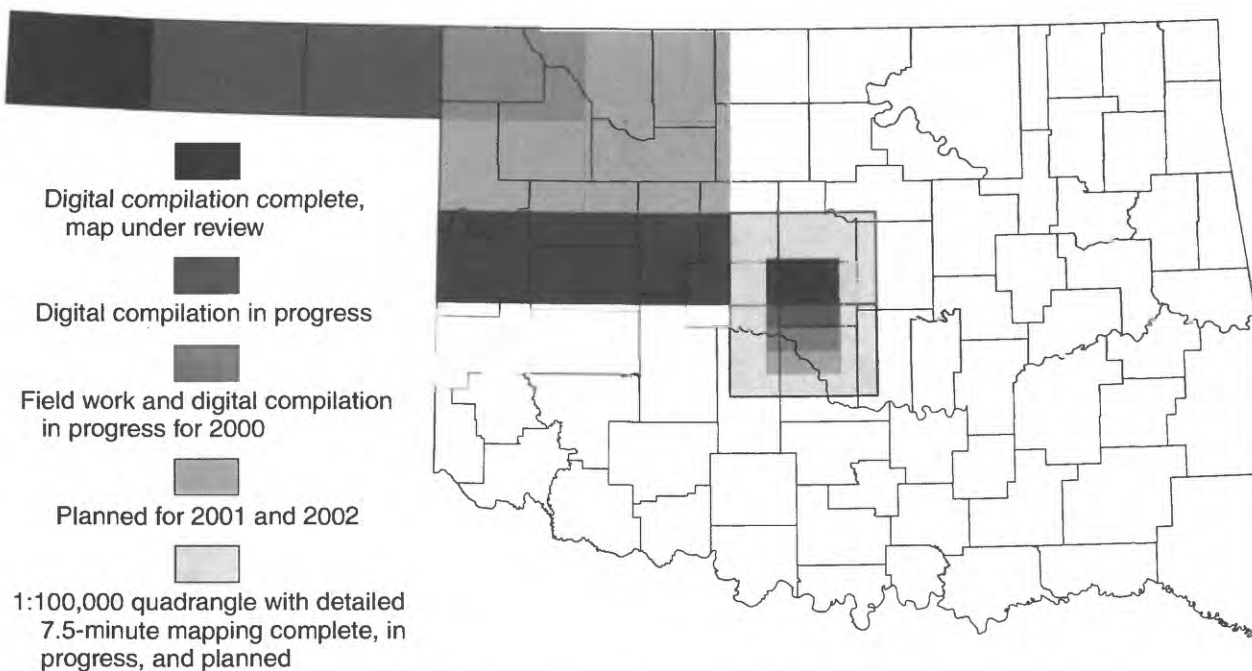 Digital compilation complete,
map under review
Digital compilation in progress
Field work and digital compilation
in progress for 2000
Planned for 2001 and 2002
1:100,000 quadrangle with detailed
7.5-minute mapping complete, in
progress, and planned